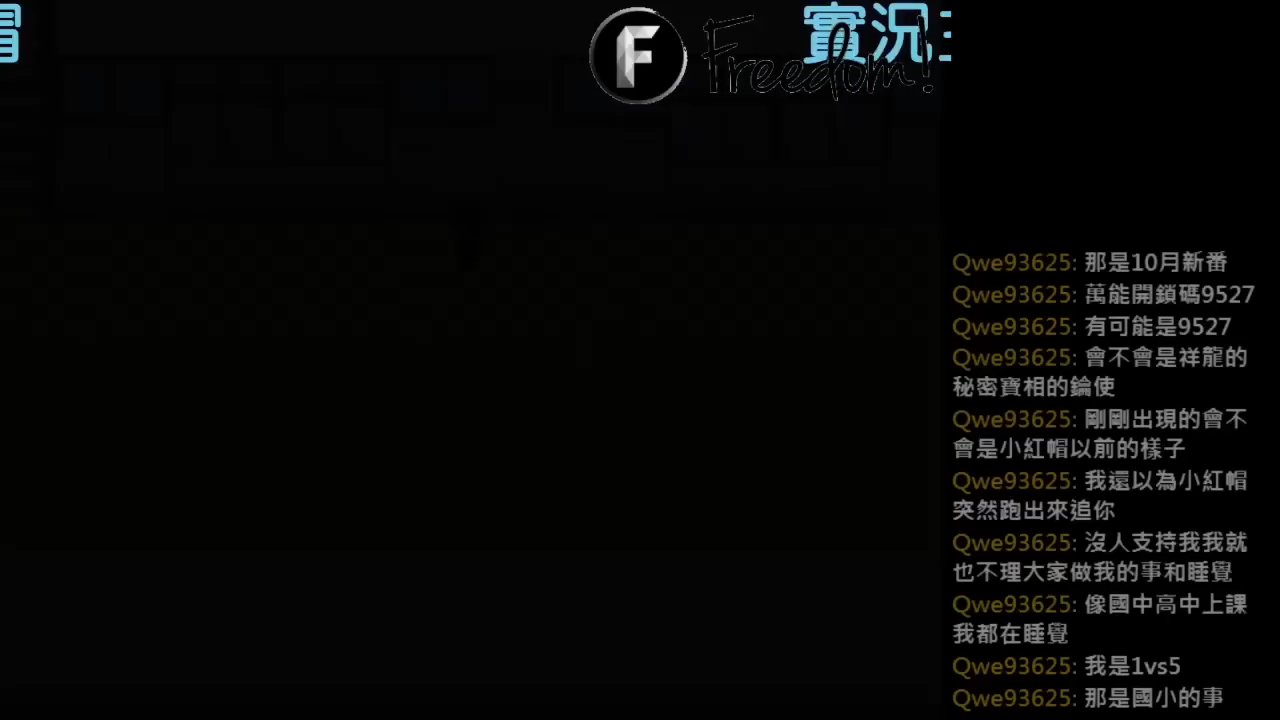 帽
F Freedom!
實況
Qwe93625: 那是10月新番
Qwe93625: 萬能開鎖碼9527
Qwe93625: 有可能是9527
Qwe93625: 會不會是祥龍的
秘密寶相的鑰使
Qwe93625: 剛剛出現的會不
會是小紅帽以前的樣子
Qwe93625: 我還以為小紅帽
突然跑出來追你
Qwe93625: 沒人支持我我就
也不理大家做我的事和睡覺
Qwe93625: 像國中高中上課
我都在睡覺
Qwe93625: 我是1vs5
Qwe93625: 那是國小的事